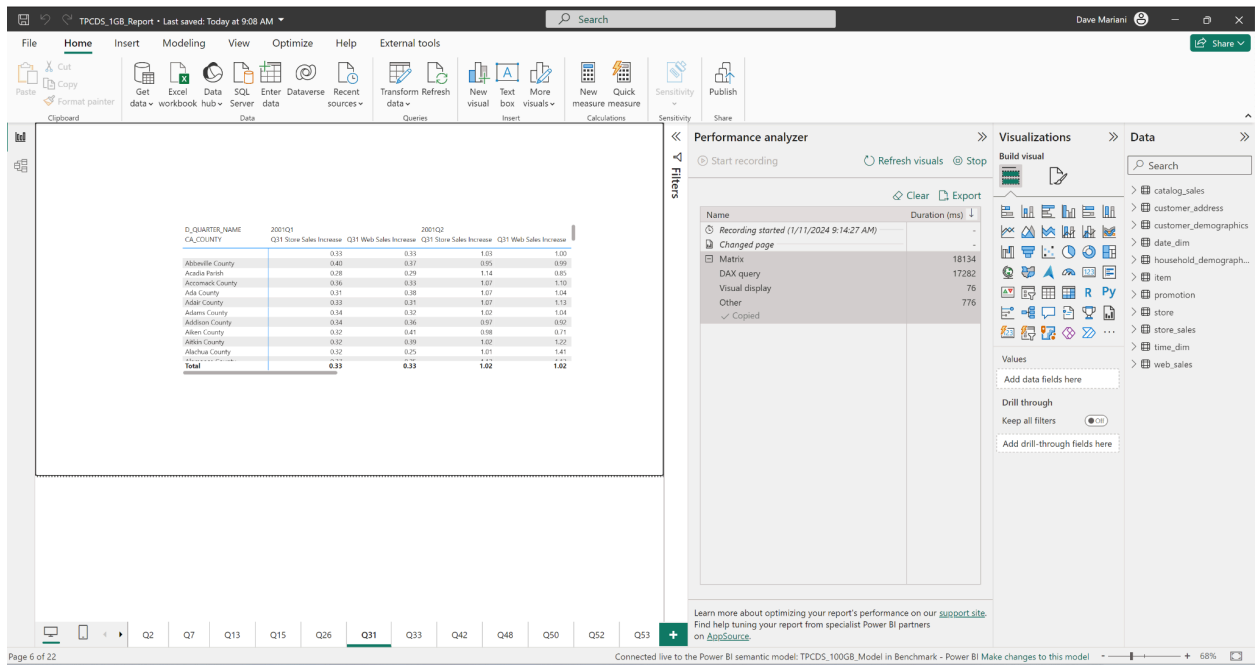 TPCDS_1GB_Report • Last saved: Today at 9:08 AM
Search
Dave Mariani
File Home Insert Modeling View Optimize Help External tools
Share
Paste
Cut
Copy
Format painter
Get data
Excel workbook
Data hub
SQL Server
Enter data
Dataverse
Recent sources
Transform data
Refresh
New visual
Text box
More visuals
New measure
Quick measure
Sensitivity
Publish
Clipboard Data Queries Insert Calculations Sensitivity Share
Filters
D_QUARTER_NAME 2001Q1 2001Q2
CA_COUNTY Q31 Store Sales Increase Q31 Web Sales Increase Q31 Store Sales Increase Q31 Web Sales Increase
0.33 0.33 1.03 1.00
Abbeville County 0.40 0.37 0.95 0.99
Acadia Parish 0.28 0.29 1.14 0.85
Accomack County 0.36 0.33 1.07 1.10
Ada County 0.31 0.38 1.07 1.04
Adair County 0.33 0.31 1.07 1.13
Adams County 0.34 0.32 1.02 1.04
Addison County 0.34 0.36 0.97 0.92
Aiken County 0.32 0.41 0.98 0.71
Aitkin County 0.32 0.39 1.02 1.22
Alachua County 0.32 0.25 1.01 1.41
Total 0.33 0.33 1.02 1.02
Performance analyzer
Start recording Refresh visuals Stop
Clear Export
Name Duration (ms)
Recording started (1/11/2024 9:14:27 AM) -
Changed page -
Matrix 18134
DAX query 17282
Visual display 76
Other 776
Copied
Learn more about optimizing your report's performance on our support site.
Find help tuning your report from specialist Power BI partners
on AppSource.
Visualizations
Build visual
R Py
123
Values
Add data fields here
Drill through
Keep all filters Off
Add drill-through fields here
Data
Search
catalog_sales
customer_address
customer_demographics
date_dim
household_demograph...
item
promotion
store
store_sales
time_dim
web_sales
Q2 Q7 Q13 Q15 Q26 Q31 Q33 Q42 Q48 Q50 Q52 Q53
Page 6 of 22
Connected live to the Power BI semantic model: TPCDS_100GB_Model in Benchmark - Power BI Make changes to this model
68%